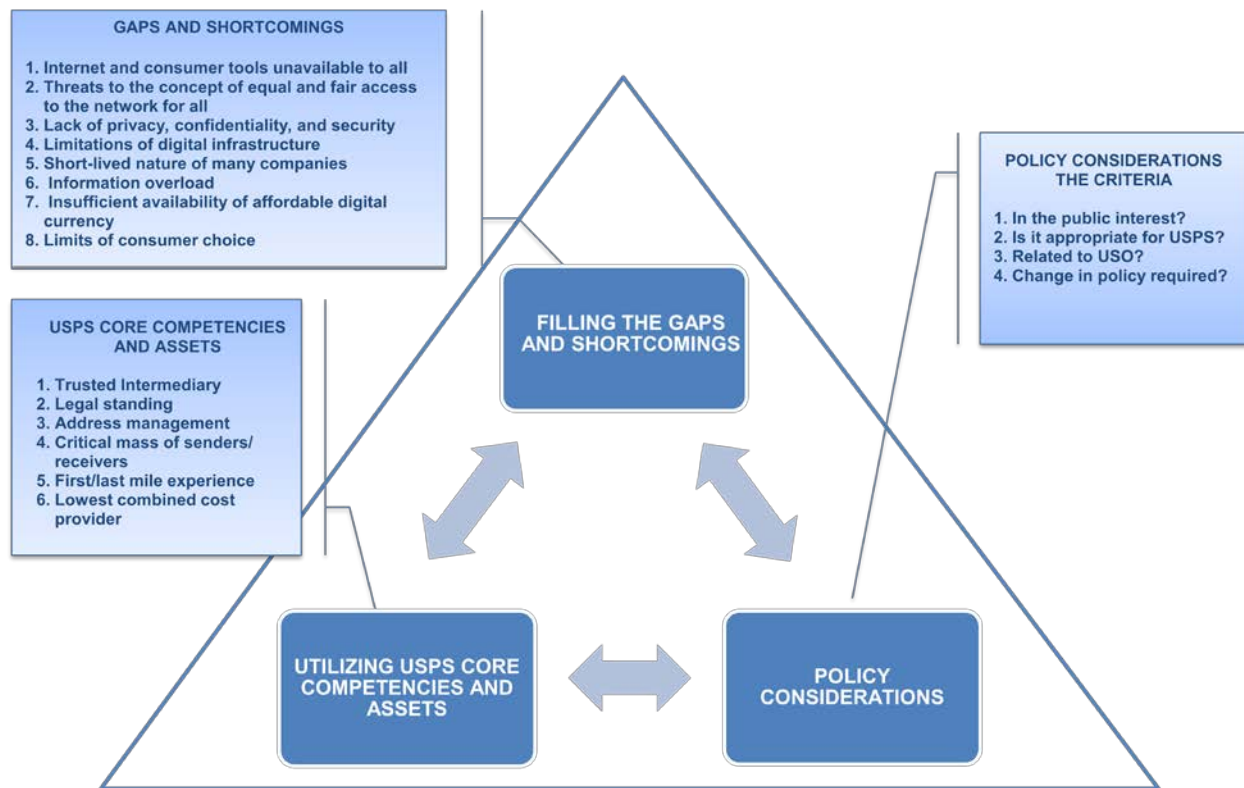 GAPS AND SHORTCOMINGS
1. Internet and consumer tools unavailable to all
2. Threats to the concept of equal and fair access
to the network for all
3. Lack of privacy, confidentiality, and security
4. Limitations of digital infrastructure
5. Short-lived nature of many companies
6. Information overload
7. Insufficient availability of affordable digital
currency
8. Limits of consumer choice
POLICY CONSIDERATIONS
THE CRITERIA
1. In the public interest?
2. Is it appropriate for USPS?
3. Related to USO?
4. Change in policy required?
USPS CORE COMPETENCIES
AND ASSETS
1. Trusted Intermediary
2. Legal standing
3. Address management
4. Critical mass of senders/
receivers
5. First/last mile experience
6. Lowest combined cost
provider
FILLING THE GAPS
AND SHORTCOMINGS
UTILIZING USPS CORE
COMPETENCIES AND
ASSETS
POLICY
CONSIDERATIONS